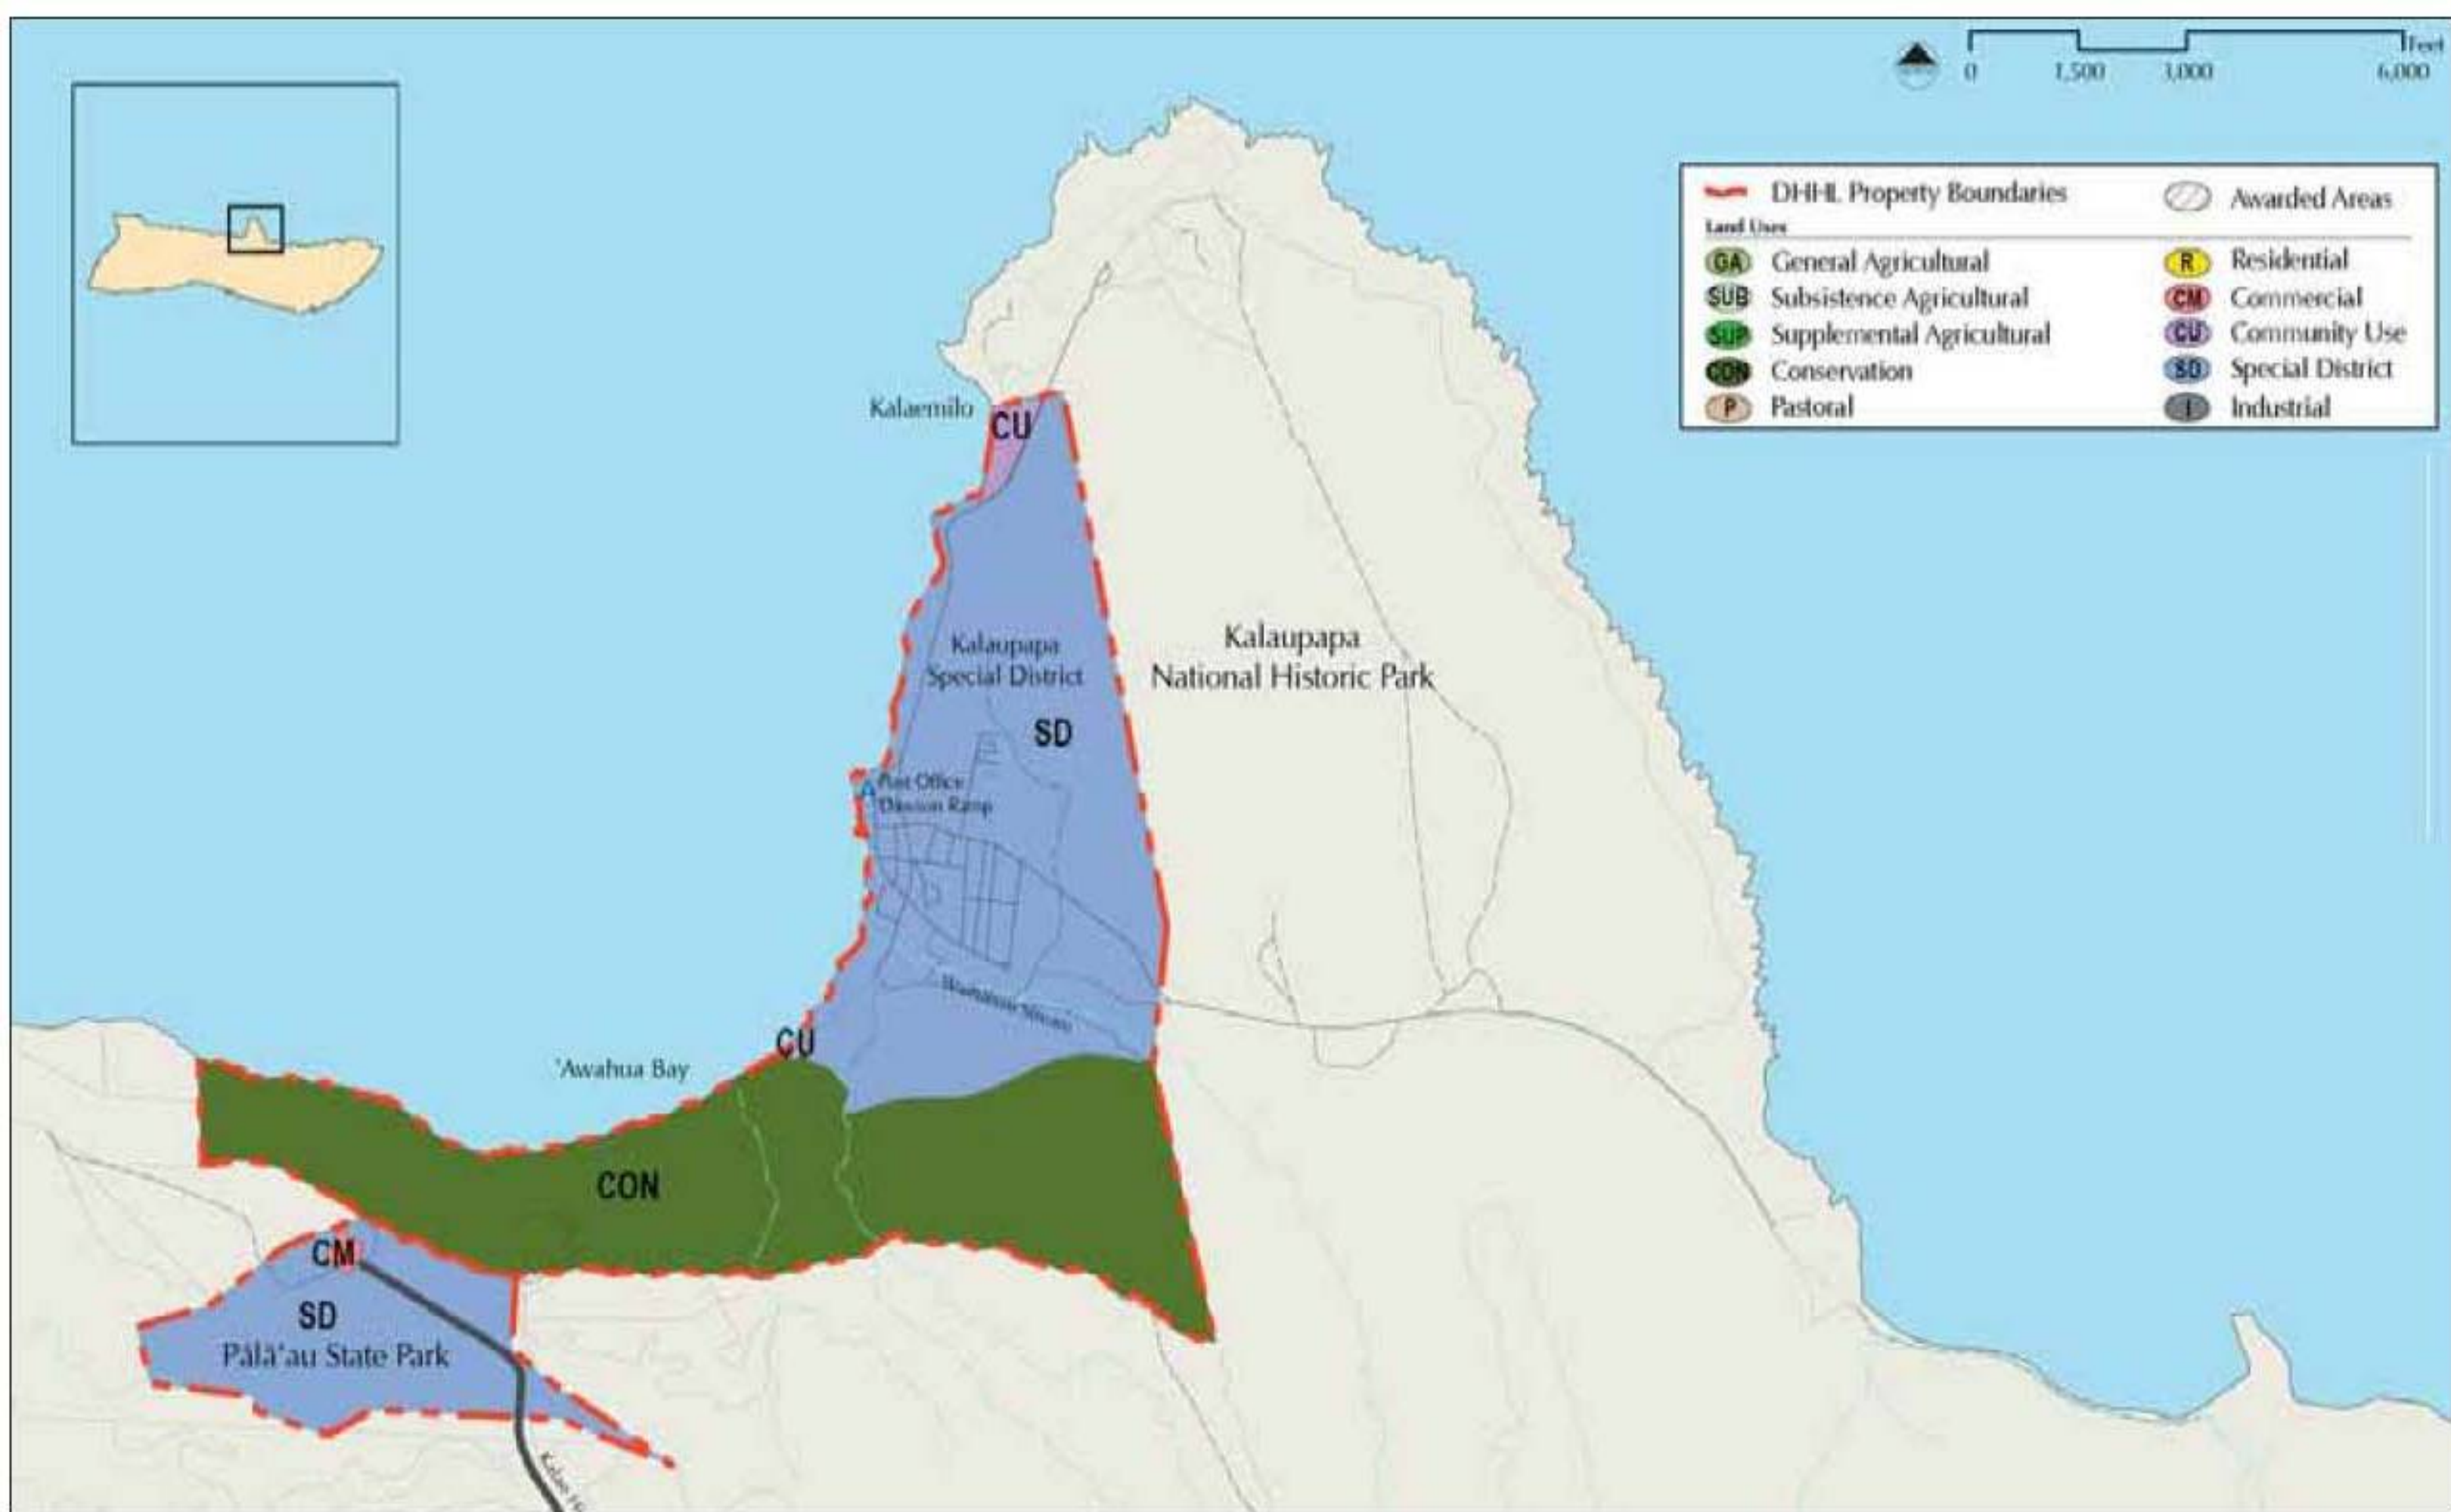 Feet
0 1,500 3,000 6,000
DHHL Property Boundaries
Awarded Areas
Land Uses
GA General Agricultural
R Residential
SUB Subsistence Agricultural
CM Commercial
SUP Supplemental Agricultural
CU Community Use
CON Conservation
SD Special District
P Pastoral
I Industrial
Kalaemilo
CU
Kalaupapa
Special District
SD
Kalaupapa
National Historic Park
Post Office
Ramp
CU
'Awahua Bay
CON
CM
SD
Pālā'au State Park